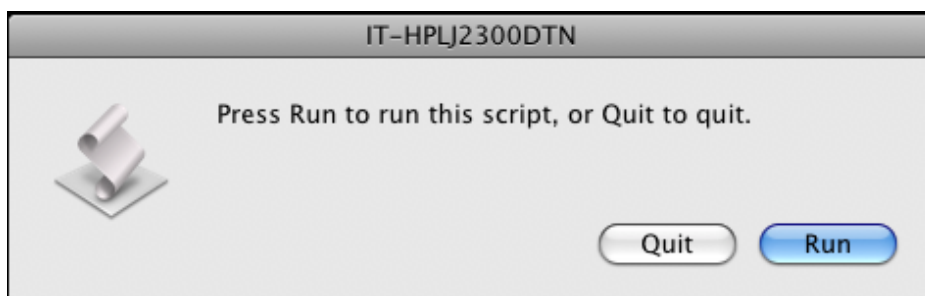 IT-HPLJ2300DTN
Press Run to run this script, or Quit to quit.
Quit Run